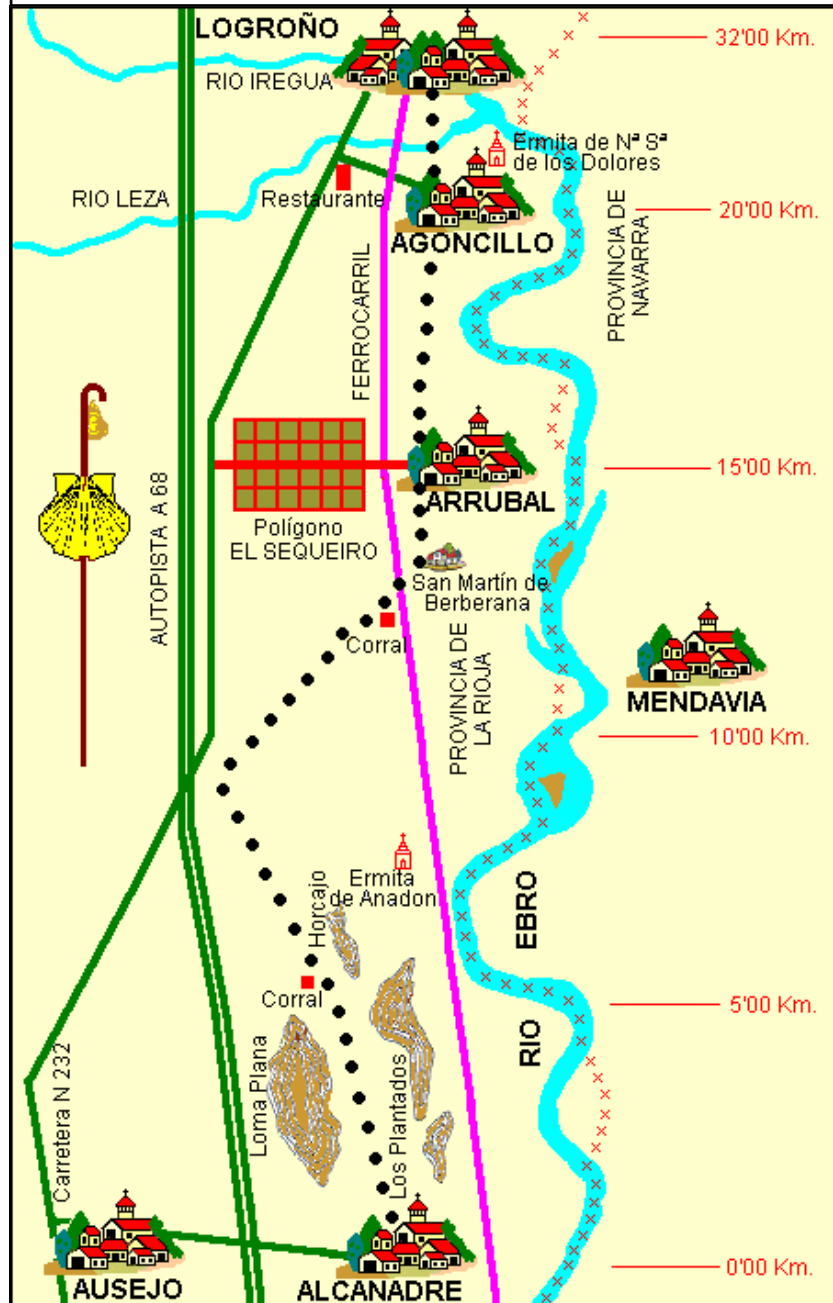 LOGROÑO
32'00 Km.
RIO IREGUA
Ermita de Nª Sª
de los Dolores
RIO LEZA
Restaurante
20'00 Km.
AGONCILLO
PROVINCIA DE
NAVARRA
FERROCARRIL
AUTOPISTA A 68
15'00 Km.
ARRUBAL
Polígono
EL SEQUEIRO
San Martín de
Berberana
Corral
PROVINCIA DE
LA RIOJA
MENDAVIA
10'00 Km.
Ermita
de Anadon
Horcajo
RIO EBRO
Corral
5'00 Km.
Loma Plana
Los Plantados
Carretera N 232
AUSEJO
ALCANADRE
0'00 Km.